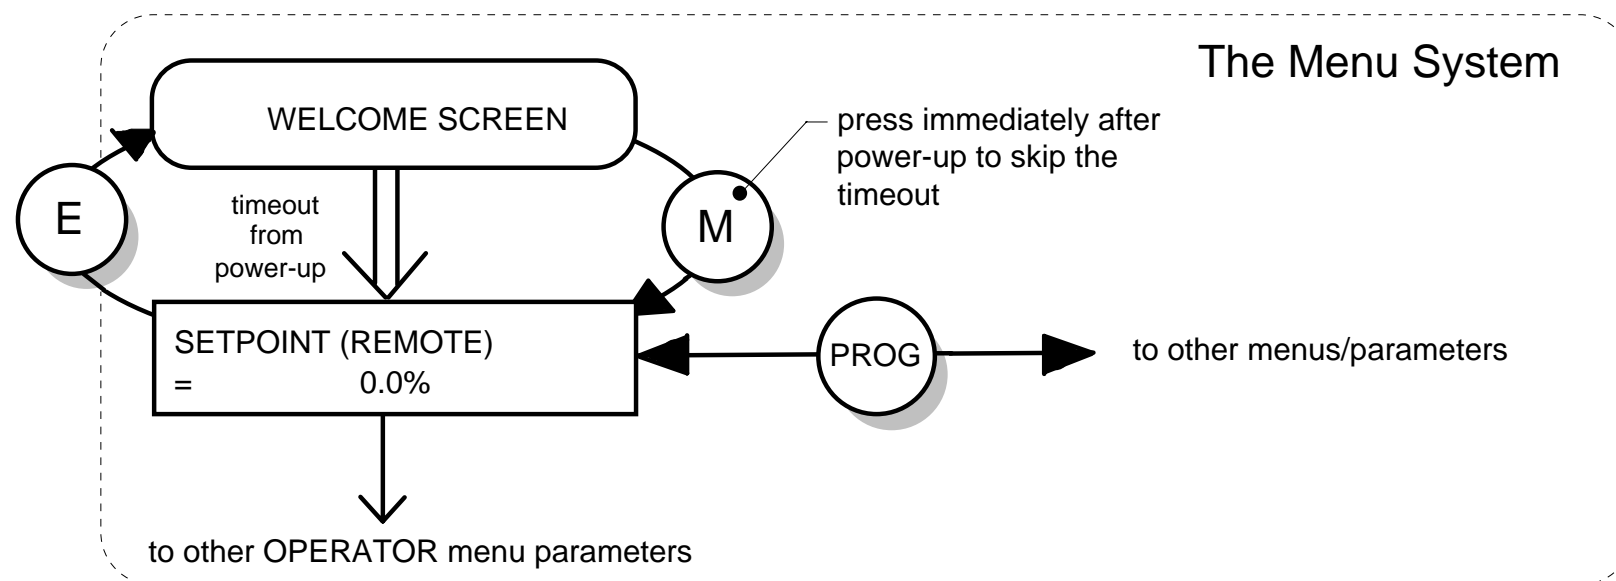 The Menu System
WELCOME SCREEN
press immediately after
power-up to skip the
timeout
E
timeout
from
power-up
M
SETPOINT (REMOTE)
= 0.0%
PROG
to other menus/parameters
to other OPERATOR menu parameters